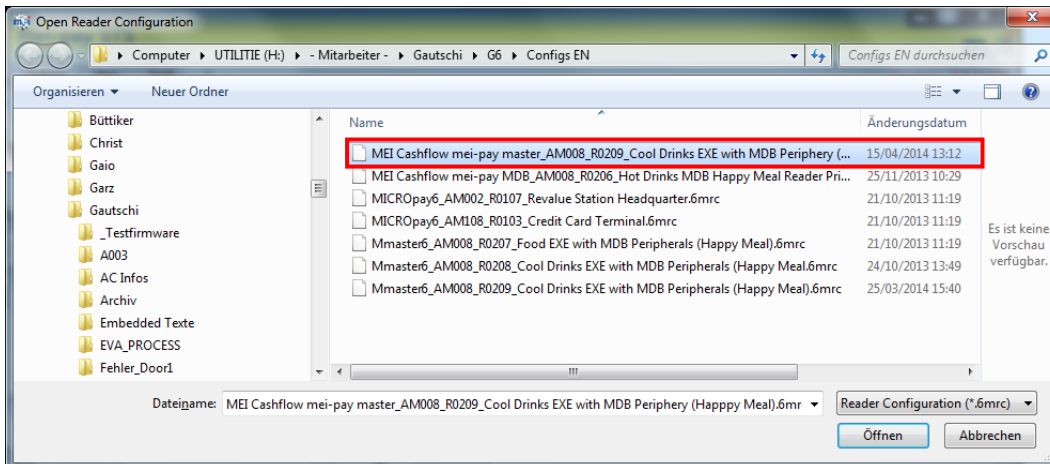 mei Open Reader Configuration
Computer ▸ UTILITIE (H:) ▸ - Mitarbeiter - ▸ Gautschi ▸ G6 ▸ Configs EN
Configs EN durchsuchen
Organisieren
Neuer Ordner
Büttiker
Christ
Gaio
Garz
Gautschi
_Testfirmware
A003
AC Infos
Archiv
Embedded Texte
EVA_PROCESS
Fehler_Door1
Name Änderungsdatum
MEI Cashflow mei-pay master_AM008_R0209_Cool Drinks EXE with MDB Periphery (... 15/04/2014 13:12
MEI Cashflow mei-pay MDB_AM008_R0206_Hot Drinks MDB Happy Meal Reader Pri... 25/11/2013 10:29
MICROpay6_AM002_R0107_Revalue Station Headquarter.6mrc 21/10/2013 11:19
MICROpay6_AM108_R0103_Credit Card Terminal.6mrc 21/10/2013 11:19
Mmaster6_AM008_R0207_Food EXE with MDB Peripherals (Happy Meal).6mrc 21/10/2013 11:19
Mmaster6_AM008_R0208_Cool Drinks EXE with MDB Peripherals (Happy Meal.6mrc 24/10/2013 13:49
Mmaster6_AM008_R0209_Cool Drinks EXE with MDB Peripherals (Happy Meal).6mrc 25/03/2014 15:40
Es ist keine
Vorschau
verfügbar.
Dateiname: MEI Cashflow mei-pay master_AM008_R0209_Cool Drinks EXE with MDB Periphery (Happpy Meal).6mr
Reader Configuration (*.6mrc)
Öffnen
Abbrechen